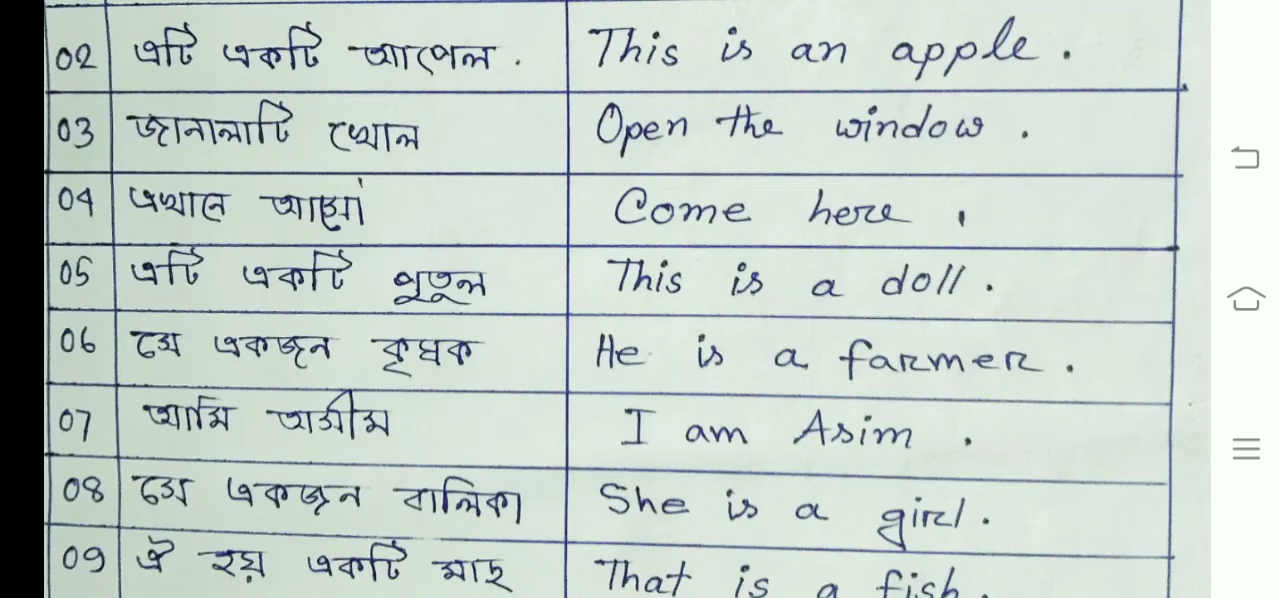 02 এটি একটি আপেল . This is an apple .
03 জানালাটি খোল Open the window .
04 এখানে আসো Come here .
05 এটি একটি পুতুল This is a doll .
06 সে একজন কৃষক He is a farmer .
07 আমি অসীম I am Asim .
08 সে একজন বালিকা She is a girl .
09 ঐ হয় একটি মাছ That is a fish .